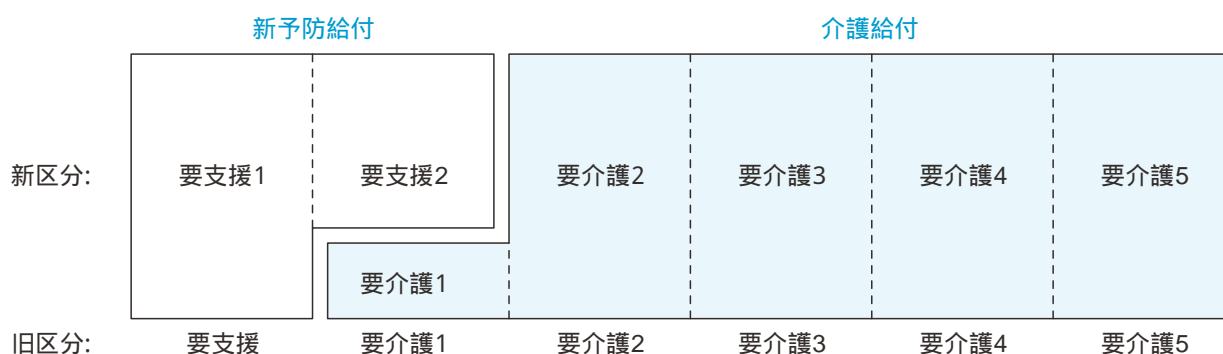 新予防給付 介護給付
新区分: 要支援1 要支援2 要介護2 要介護3 要介護4 要介護5
要介護1
旧区分: 要支援 要介護1 要介護2 要介護3 要介護4 要介護5